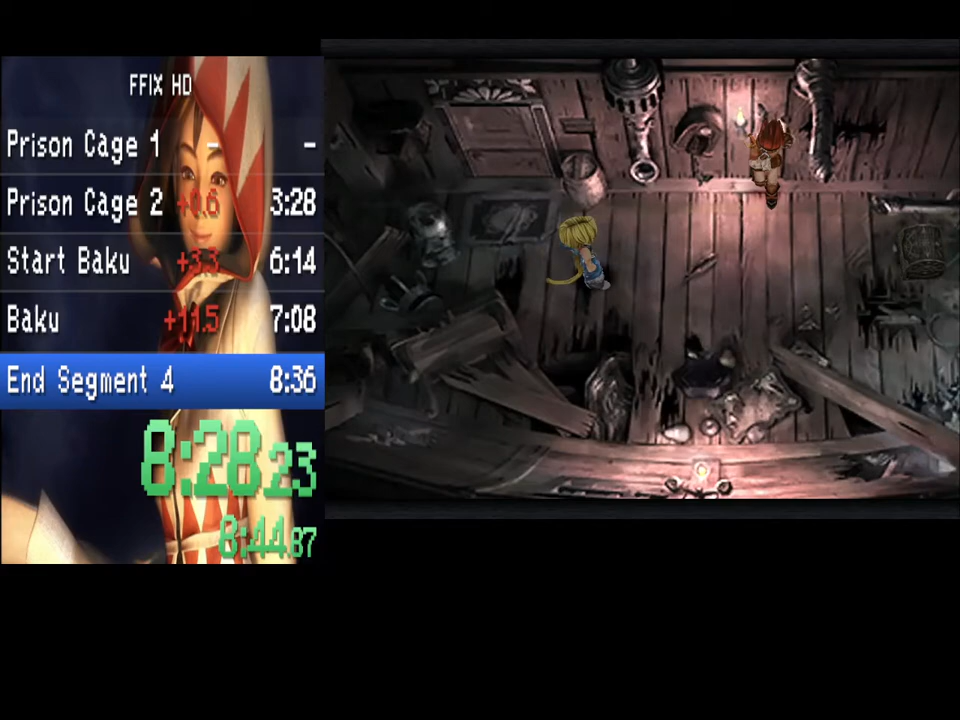 FFIX HD
Prison Cage 1 - -
Prison Cage 2 +0.6 3:28
Start Baku +3.3 6:14
Baku +11.5 7:08
End Segment 4 8:36
8:28.23
8:44.87